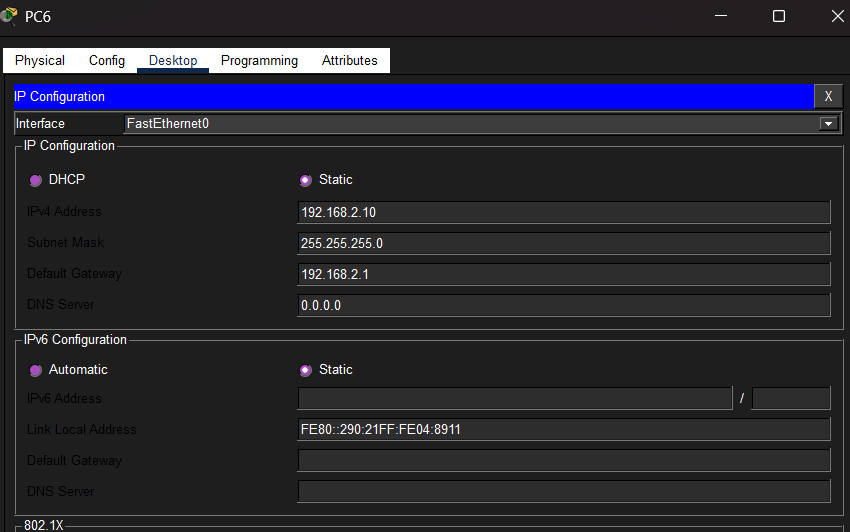 PC6
Physical Config Desktop Programming Attributes
IP Configuration X
Interface FastEthernet0
IP Configuration
DHCP Static
IPv4 Address 192.168.2.10
Subnet Mask 255.255.255.0
Default Gateway 192.168.2.1
DNS Server 0.0.0.0
IPv6 Configuration
Automatic Static
IPv6 Address /
Link Local Address FE80::290:21FF:FE04:8911
Default Gateway
DNS Server
802.1X